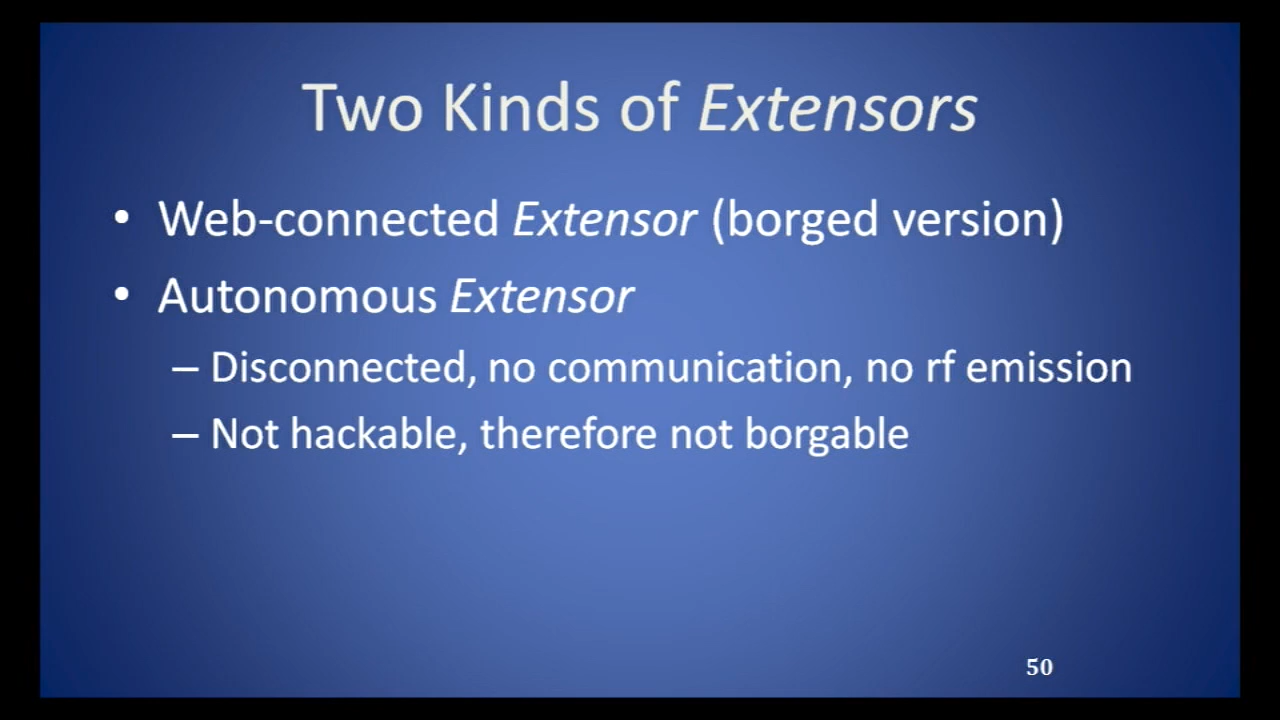 Two Kinds of Extensors
• Web-connected Extensor (borged version)
• Autonomous Extensor
– Disconnected, no communication, no rf emission
– Not hackable, therefore not borgable
50